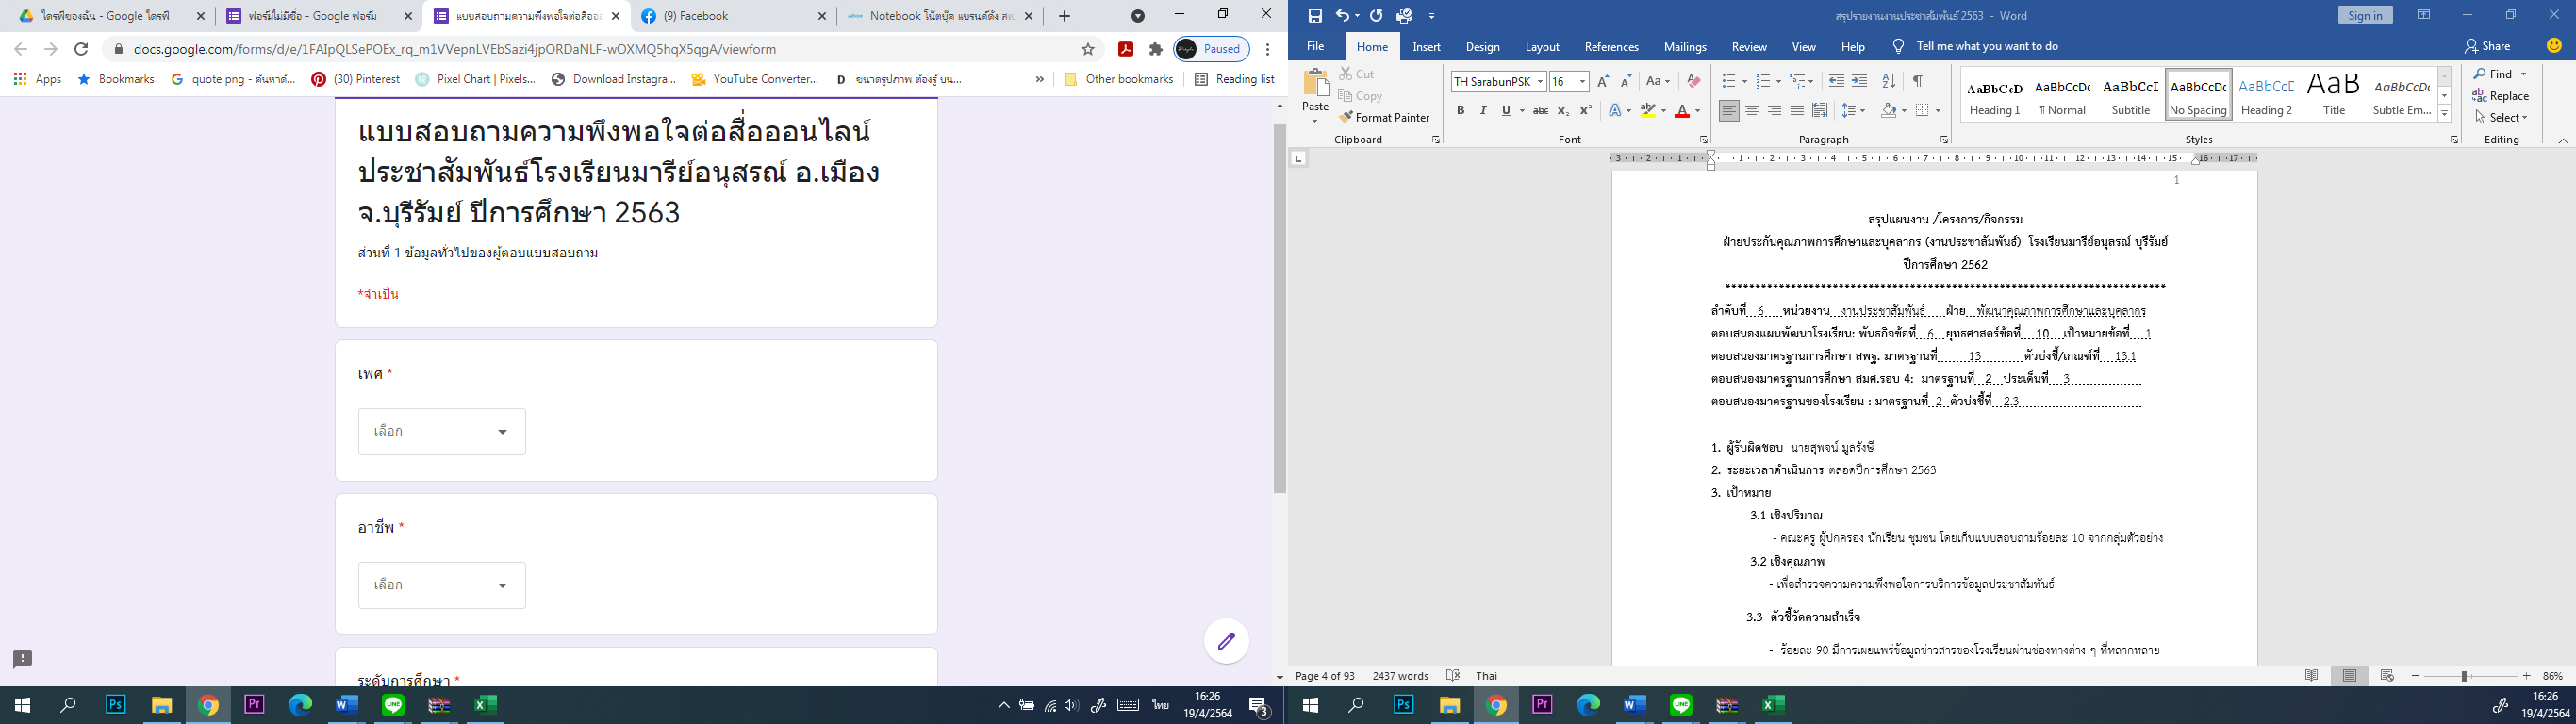 ไดรฟ์ของฉัน - Google ไดรฟ์
ฟอร์มไม่มีชื่อ - Google ฟอร์ม
แบบสอบถามความพึงพอใจต่อสื่อออ
(9) Facebook
Notebook โน๊ตบุ๊ค แบรนด์ดัง สเป
docs.google.com/forms/d/e/1FAIpQLSePOEx_rq_m1VVepnLVEbSazi4jpORDaNLF-wOXMQ5hqX5qgA/viewform
Paused
Apps
Bookmarks
quote png - ค้นหาด้...
(30) Pinterest
Pixel Chart | Pixels...
Download Instagra...
YouTube Converter...
ขนาดรูปภาพ ต้องรู้ บน...
Other bookmarks
Reading list
แบบสอบถามความพึงพอใจต่อสื่อออนไลน์
ประชาสัมพันธ์โรงเรียนมารีย์อนุสรณ์ อ.เมือง
จ.บุรีรัมย์ ปีการศึกษา 2563
ส่วนที่ 1 ข้อมูลทั่วไปของผู้ตอบแบบสอบถาม
*จำเป็น
เพศ *
เลือก
อาชีพ *
เลือก
ระดับการศึกษา *
ไทย
16:26
19/4/2564
3
สรุปรายงานงานประชาสัมพันธ์ 2563 - Word
Sign in
File Home Insert Design Layout References Mailings Review View Help Tell me what you want to do Share
Paste
Cut
Copy
Format Painter
Clipboard
TH SarabunPSK 16
Font
Paragraph
AaBbCcD AaBbCcDc AaBbCcI AaBbCcDc AaBbCcC AaB AaBbCcDc
Heading 1 ¶ Normal Subtitle No Spacing Heading 2 Title Subtle Em...
Styles
Find
Replace
Select
Editing
3 2 1 1 2 3 4 5 6 7 8 9 10 11 12 13 14 15 16 17
1
สรุปแผนงาน /โครงการ/กิจกรรม
ฝ่ายประกันคุณภาพการศึกษาและบุคลากร (งานประชาสัมพันธ์) โรงเรียนมารีย์อนุสรณ์ บุรีรัมย์
ปีการศึกษา 2562
ลำดับที่ 6 หน่วยงาน งานประชาสัมพันธ์ ฝ่าย พัฒนาคุณภาพการศึกษาและบุคลากร
ตอบสนองแผนพัฒนาโรงเรียน: พันธกิจข้อที่ 6 ยุทธศาสตร์ข้อที่ 10 เป้าหมายข้อที่ 1
ตอบสนองมาตรฐานการศึกษา สพฐ. มาตรฐานที่ 13 ตัวบ่งชี้/เกณฑ์ที่ 13.1
ตอบสนองมาตรฐานการศึกษา สมศ.รอบ 4: มาตรฐานที่ 2 ประเด็นที่ 3
ตอบสนองมาตรฐานของโรงเรียน : มาตรฐานที่ 2 ตัวบ่งชี้ที่ 2.3
1. ผู้รับผิดชอบ นายสุพจน์ มูลรังษี
2. ระยะเวลาดำเนินการ ตลอดปีการศึกษา 2563
3. เป้าหมาย
3.1 เชิงปริมาณ
- คณะครู ผู้ปกครอง นักเรียน ชุมชน โดยเก็บแบบสอบถามร้อยละ 10 จากกลุ่มตัวอย่าง
3.2 เชิงคุณภาพ
- เพื่อสำรวจความความพึงพอใจการบริการข้อมูลประชาสัมพันธ์
3.3 ตัวชี้วัดความสำเร็จ
- ร้อยละ 90 มีการเผยแพร่ข้อมูลข่าวสารของโรงเรียนผ่านช่องทางต่าง ๆ ที่หลากหลาย
Page 4 of 93 2437 words Thai
86%
16:26
19/4/2564